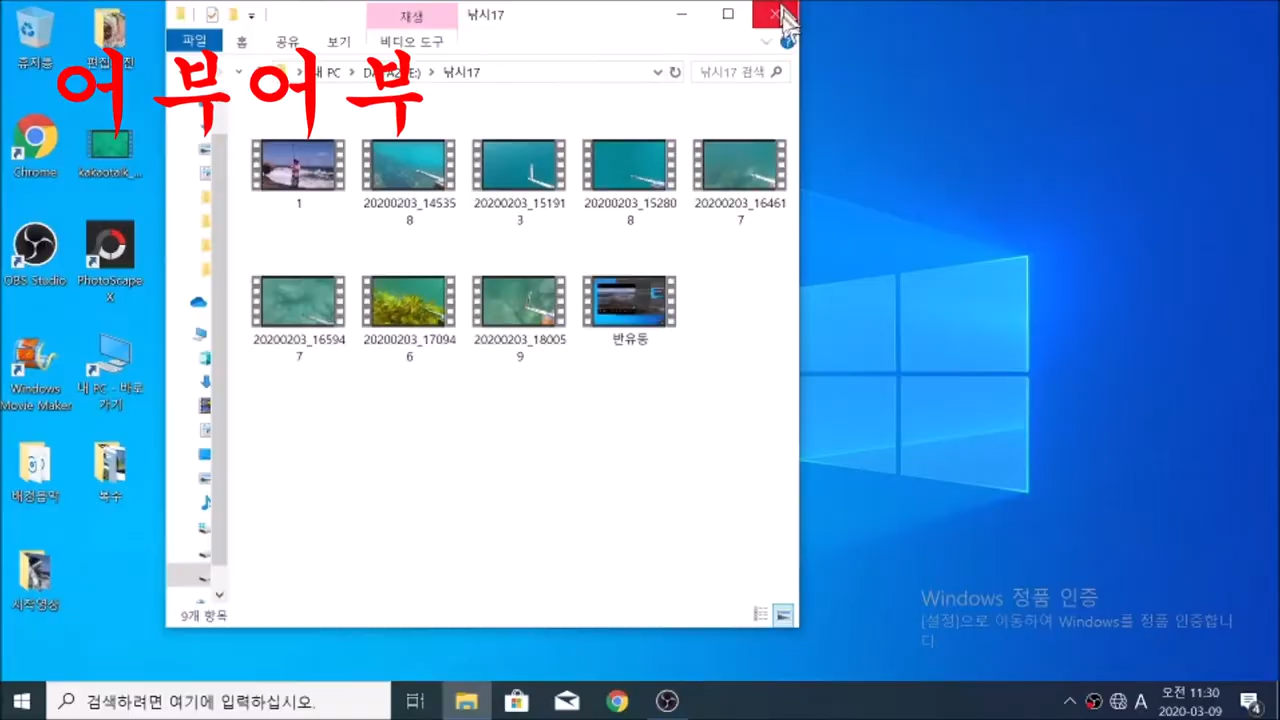 재생
낚시17
파일
홈
공유
보기
비디오 도구
휴지통
어부어부
내 PC
낚시17
낚시17 검색
Chrome
kakaotalk_...
1
20200203_145358
20200203_151913
20200203_152808
20200203_164617
OBS Studio
PhotoScape X
20200203_165947
20200203_170946
20200203_180059
반유동
Windows Movie Maker
내 PC - 바로 가기
배경음악
복수
시작영상
9개 항목
Windows 정품 인증
[설정]으로 이동하여 Windows를 정품 인증합니
다
검색하려면 여기에 입력하십시오.
A
오전 11:30
2020-03-09
4